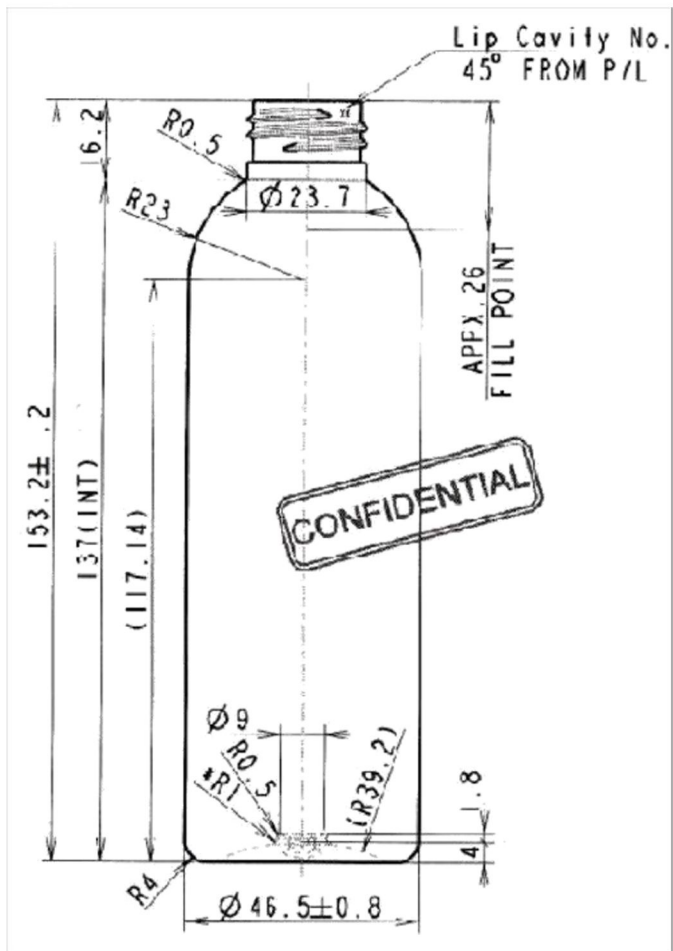 Lip Cavity No.
45° FROM P/L
16.2
R0.5
Ø23.7
R23
APPX.26
FILL POINT
153.2± .2
137(INT)
(117.14)
CONFIDENTIAL
Ø9
R0.5
*R1
(R39.2)
1.8
4
R4
Ø46.5±0.8